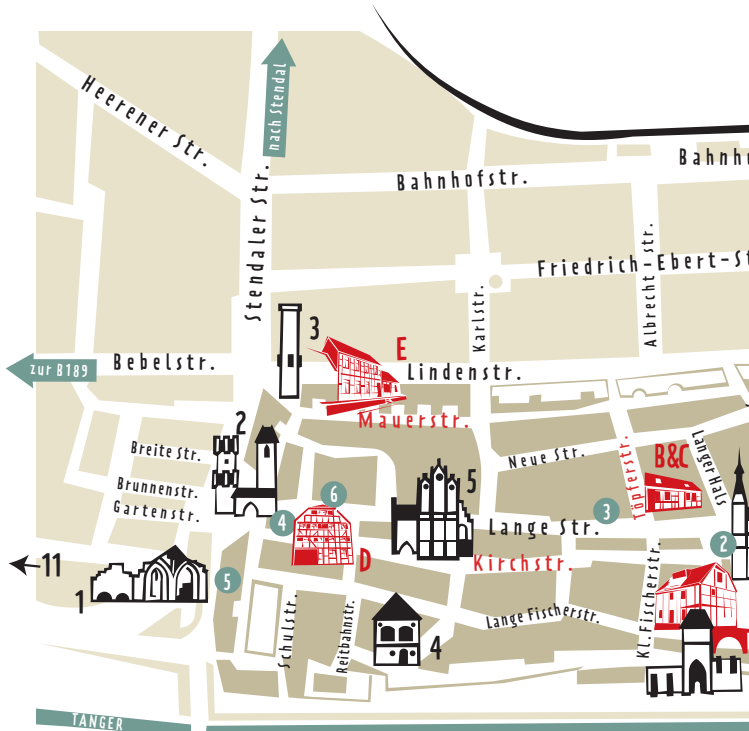 Heerener Str.
nach Stendal
Bahnhofstr.
Bahnh
Stendaler Str.
Friedrich-Ebert-St
Albrecht-str.
Karlstr.
3
E
zur B189
Bebelstr.
Lindenstr.
Mauerstr.
2
Breite Str.
Neue Str.
Töpferstr.
B&C
Langer Hals
Brunnenstr.
6
5
Gartenstr.
4
3
Lange Str.
2
11
D
Kirchstr.
1
5
Schulstr.
Reitbahnstr.
4
Lange Fischerstr.
Kl. Fischerstr.
TANGER